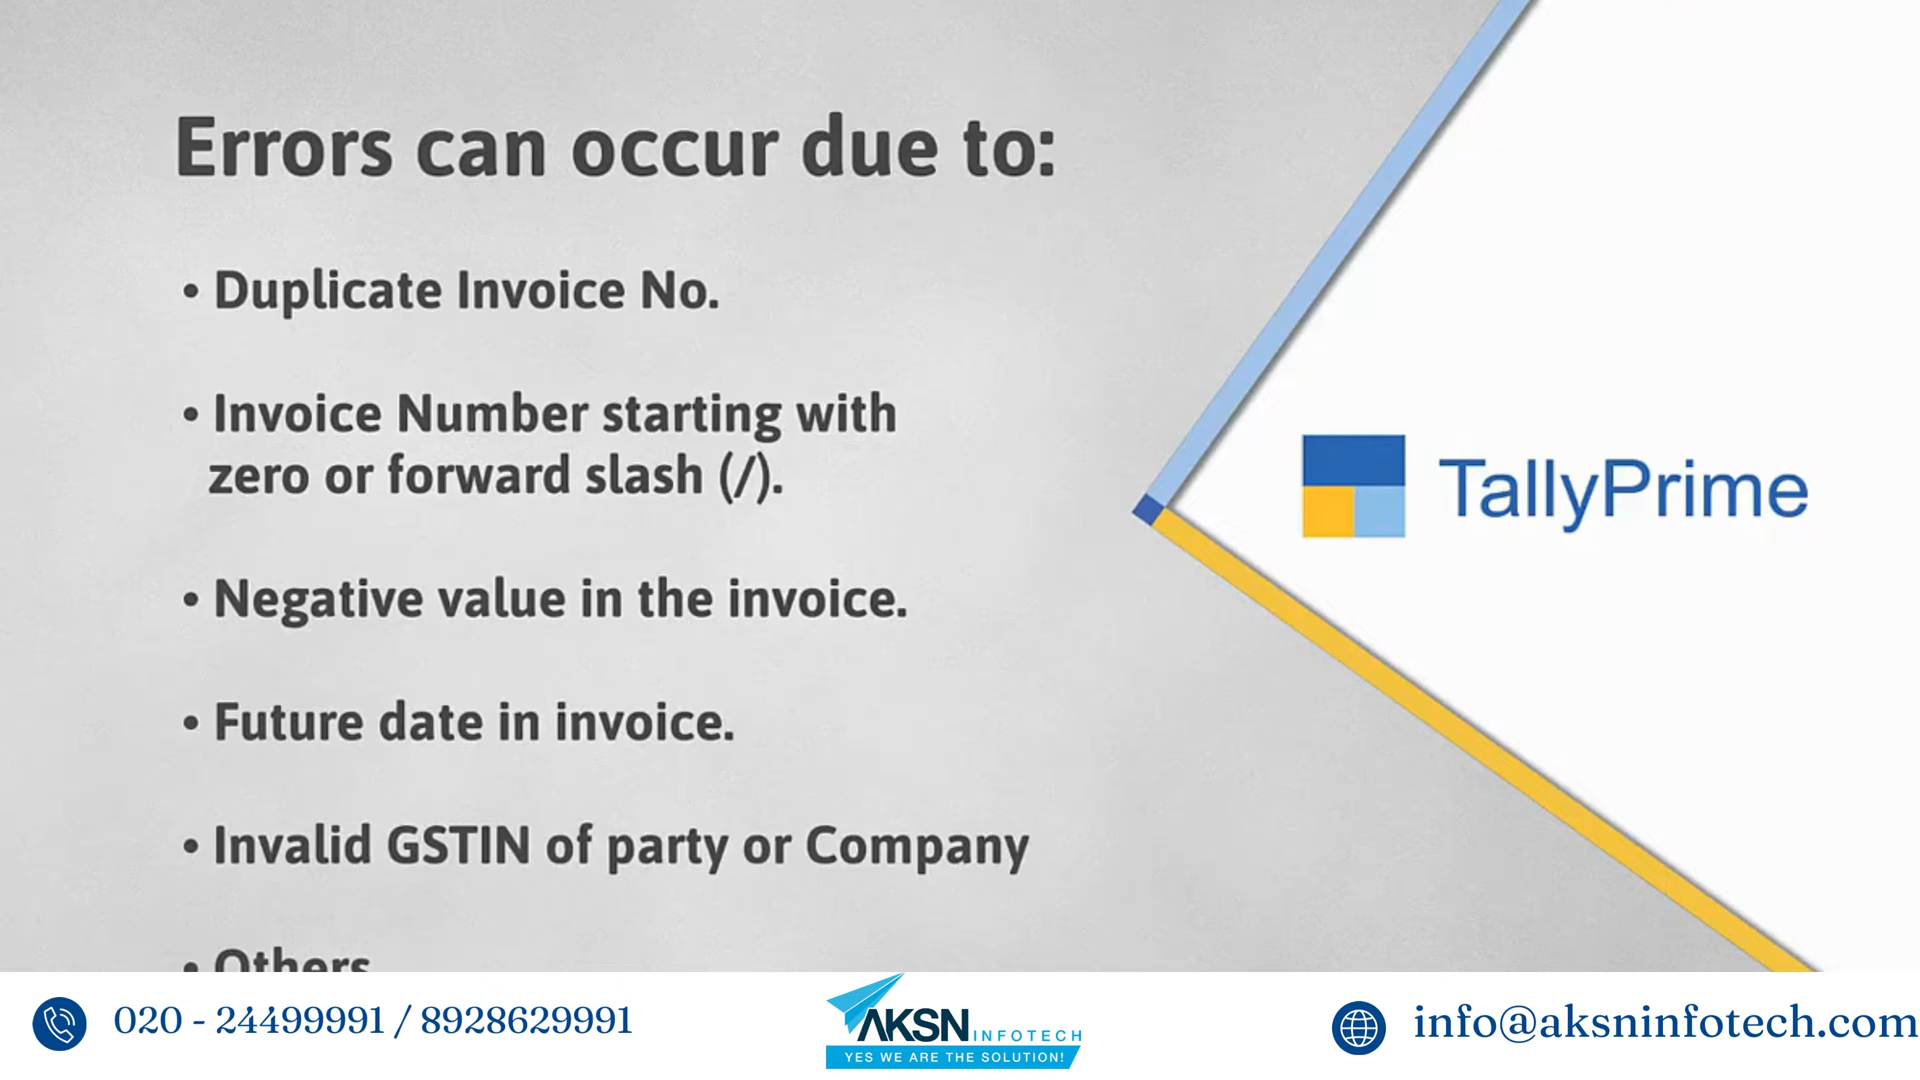 Errors can occur due to:
• Duplicate Invoice No.
• Invoice Number starting with
zero or forward slash (/).
• Negative value in the invoice.
• Future date in invoice.
• Invalid GSTIN of party or Company
• Others
TallyPrime
020 - 24499991 / 8928629991
AKSN INFOTECH
YES WE ARE THE SOLUTION!
info@aksninfotech.com